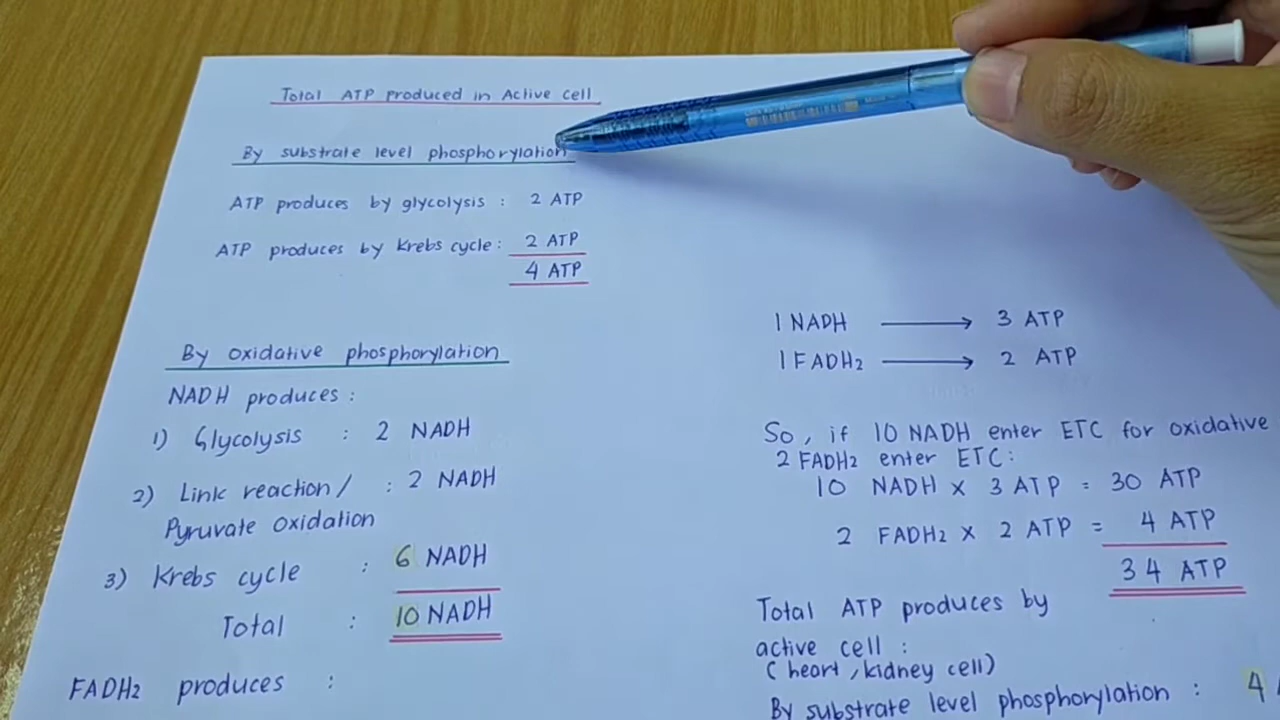 Total ATP produced in Active cell
By substrate level phosphorylation
ATP produces by glycolysis : 2 ATP
ATP produces by Krebs cycle : 2 ATP
4 ATP
By oxidative phosphorylation
NADH produces :
1) Glycolysis : 2 NADH
2) Link reaction / : 2 NADH
Pyruvate Oxidation
3) Krebs cycle : 6 NADH
Total : 10 NADH
FADH2 produces :
1 NADH → 3 ATP
1 FADH2 → 2 ATP
So, if 10 NADH enter ETC for oxidative
2 FADH2 enter ETC :
10 NADH x 3 ATP = 30 ATP
2 FADH2 x 2 ATP = 4 ATP
34 ATP
Total ATP produces by
active cell :
(heart, kidney cell)
By substrate level phosphorylation : 4